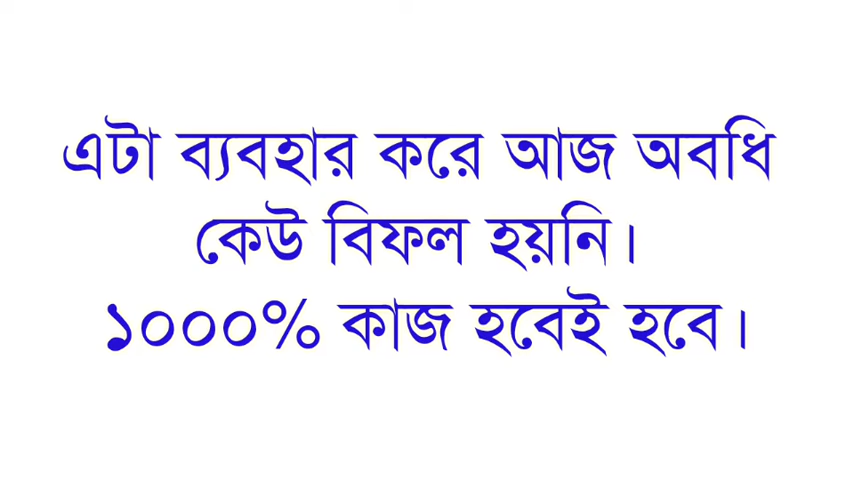 এটা ব্যবহার করে আজ অবধি
কেউ বিফল হয়নি।
১০০০% কাজ হবেই হবে।